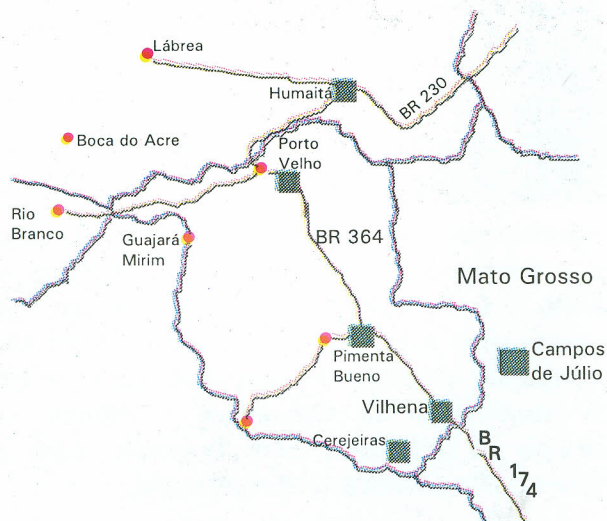 Lábrea
Humaitá
BR 230
Boca do Acre
Porto
Velho
Rio
Branco
Guajará
Mirim
BR 364
Mato Grosso
Pimenta
Bueno
Campos
de Júlio
Vilhena
Cerejeiras
BR
174